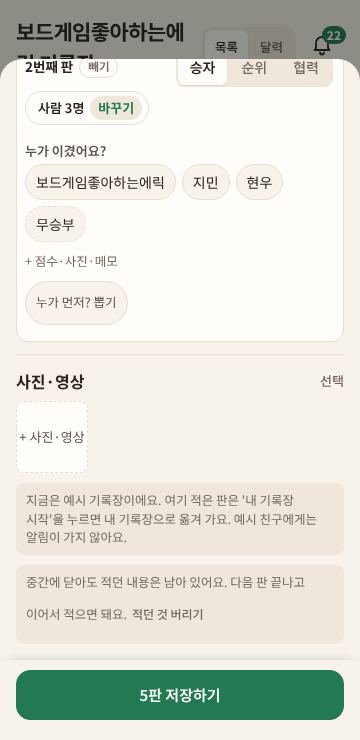 보드게임좋아하는에
목록 달력
22
2번째 판 빼기
승자 순위 협력
사람 3명 바꾸기
누가 이겼어요?
보드게임좋아하는에릭 지민 현우
무승부
+ 점수·사진·메모
누가 먼저? 뽑기
사진·영상 선택
+ 사진·영상
지금은 예시 기록장이에요. 여기 적은 판은 '내 기록장
시작'을 누르면 내 기록장으로 옮겨 가요. 예시 친구에게는
알림이 가지 않아요.
중간에 닫아도 적던 내용은 남아 있어요. 다음 판 끝나고
이어서 적으면 돼요. 적던 것 버리기
5판 저장하기